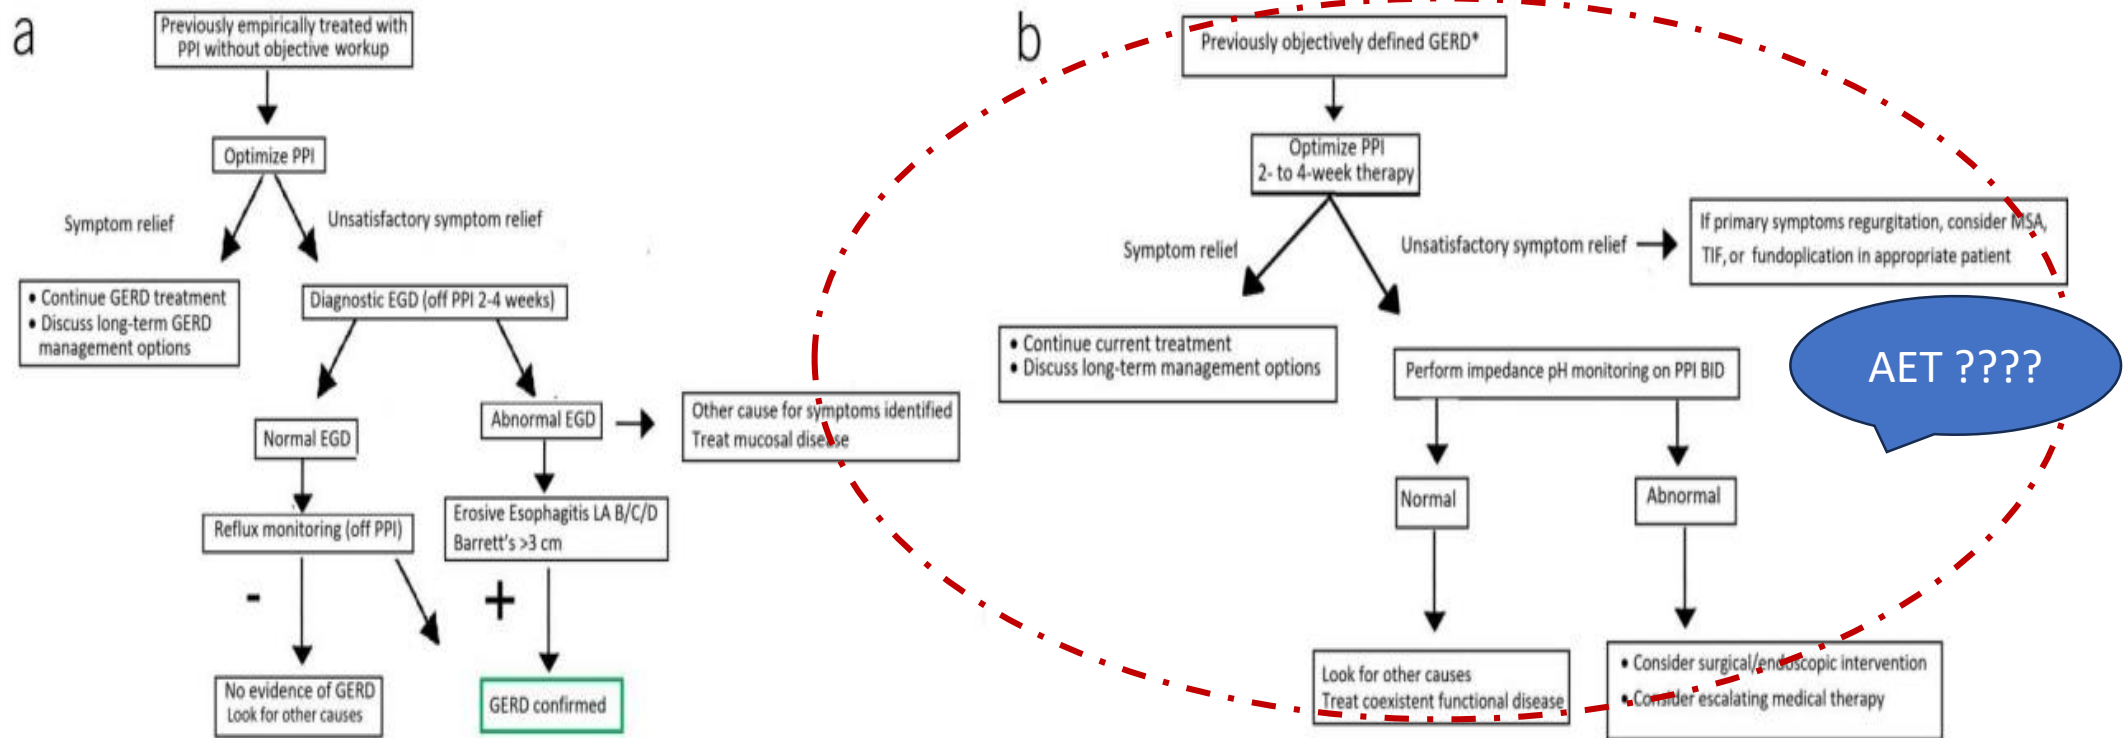 a
Previously empirically treated with
PPI without objective workup
Optimize PPI
Symptom relief
Unsatisfactory symptom relief
• Continue GERD treatment
• Discuss long-term GERD
management options
Diagnostic EGD (off PPI 2-4 weeks)
Normal EGD
Abnormal EGD
Other cause for symptoms identified
Treat mucosal disease
Reflux monitoring (off PPI)
Erosive Esophagitis LA B/C/D
Barrett's >3 cm
-
+
No evidence of GERD
Look for other causes
GERD confirmed
b
Previously objectively defined GERD*
Optimize PPI
2- to 4-week therapy
Symptom relief
Unsatisfactory symptom relief
If primary symptoms regurgitation, consider MSA,
TIF, or fundoplication in appropriate patient
• Continue current treatment
• Discuss long-term management options
Perform impedance pH monitoring on PPI BID
AET ????
Normal
Abnormal
Look for other causes
Treat coexistent functional disease
• Consider surgical/endoscopic intervention
• Consider escalating medical therapy